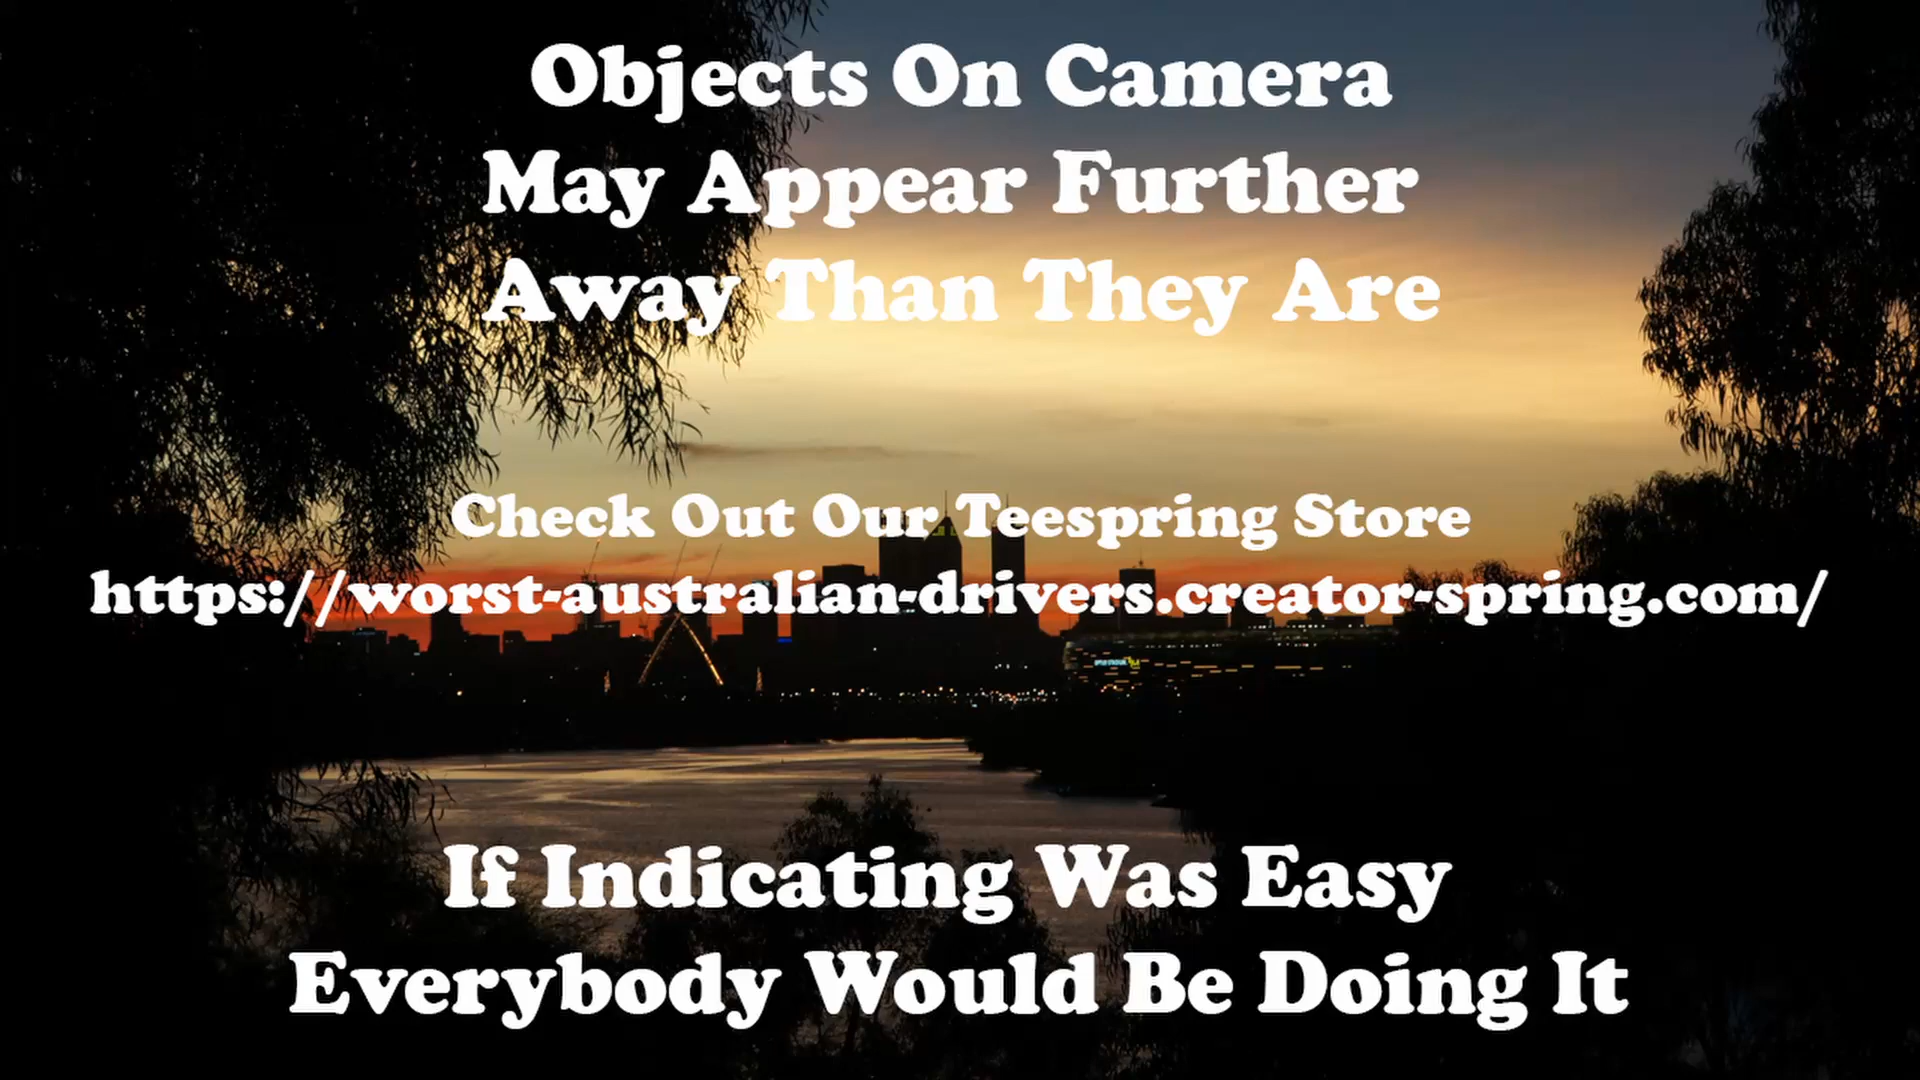 Objects On Camera
May Appear Further
Away Than They Are
Check Out Our Teespring Store
https://worst-australian-drivers.creator-spring.com/
If Indicating Was Easy
Everybody Would Be Doing It